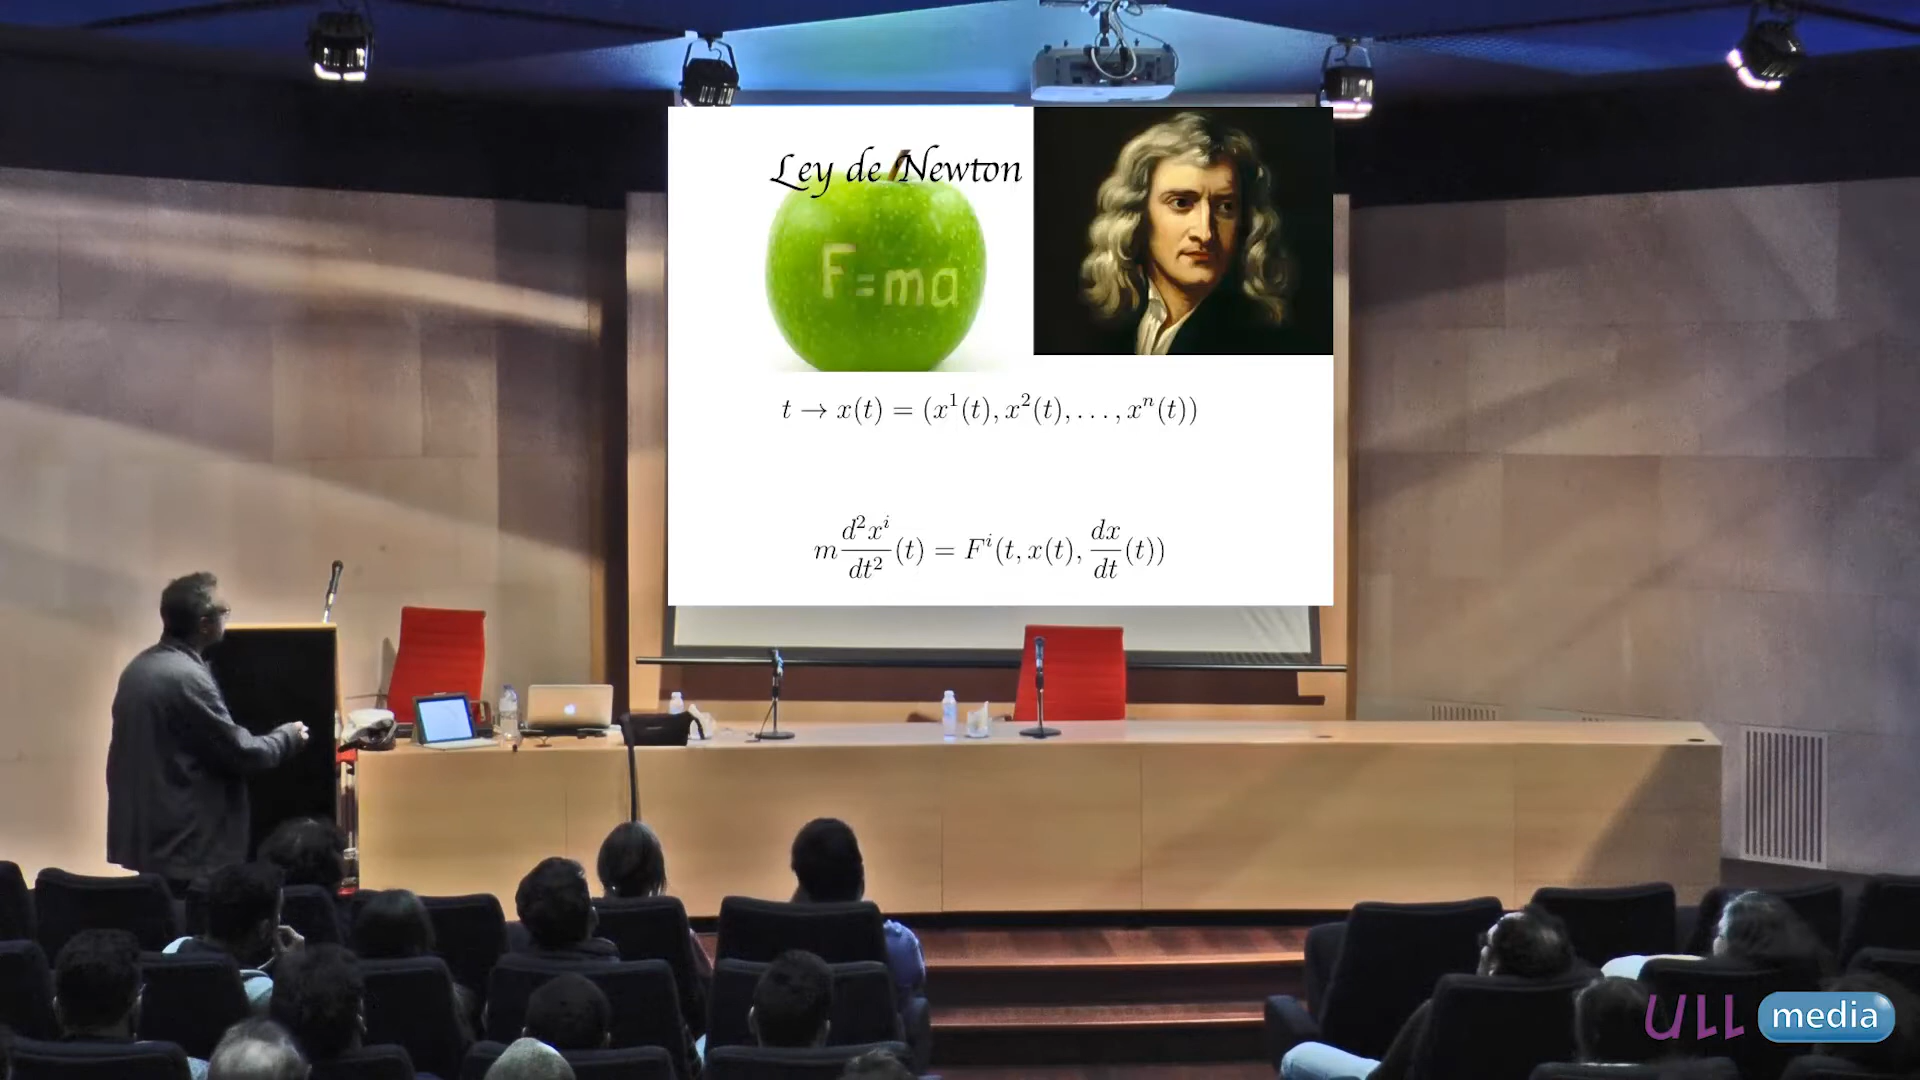 Ley de Newton
F=ma
t → x(t) = (x¹(t), x²(t), . . . , xⁿ(t))
m d²xⁱ/dt² (t) = Fⁱ(t, x(t), dx/dt (t))
ULL media